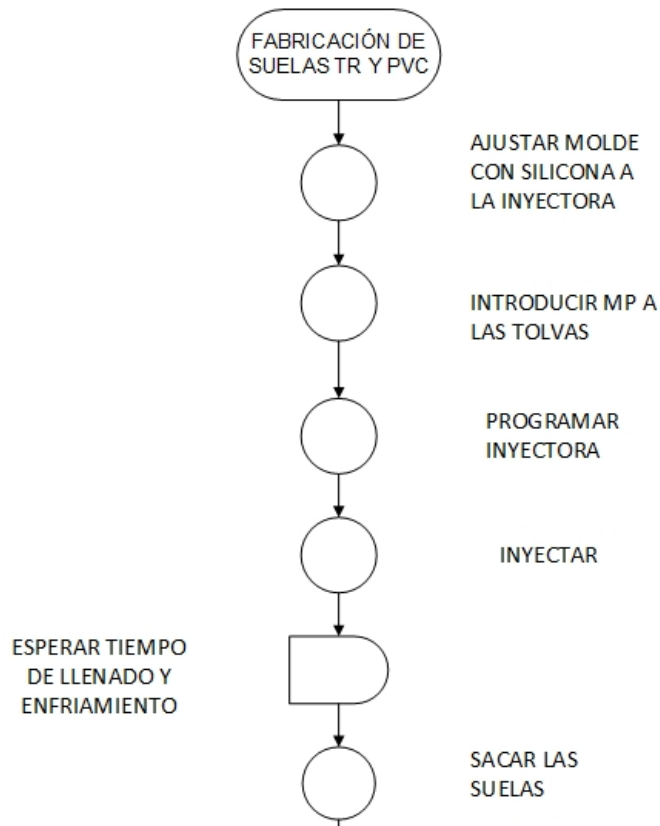 FABRICACIÓN DE
SUELAS TR Y PVC
AJUSTAR MOLDE
CON SILICONA A
LA INYECTORA
INTRODUCIR MP A
LAS TOLVAS
PROGRAMAR
INYECTORA
INYECTAR
ESPERAR TIEMPO
DE LLENADO Y
ENFRIAMIENTO
SACAR LAS
SUELAS